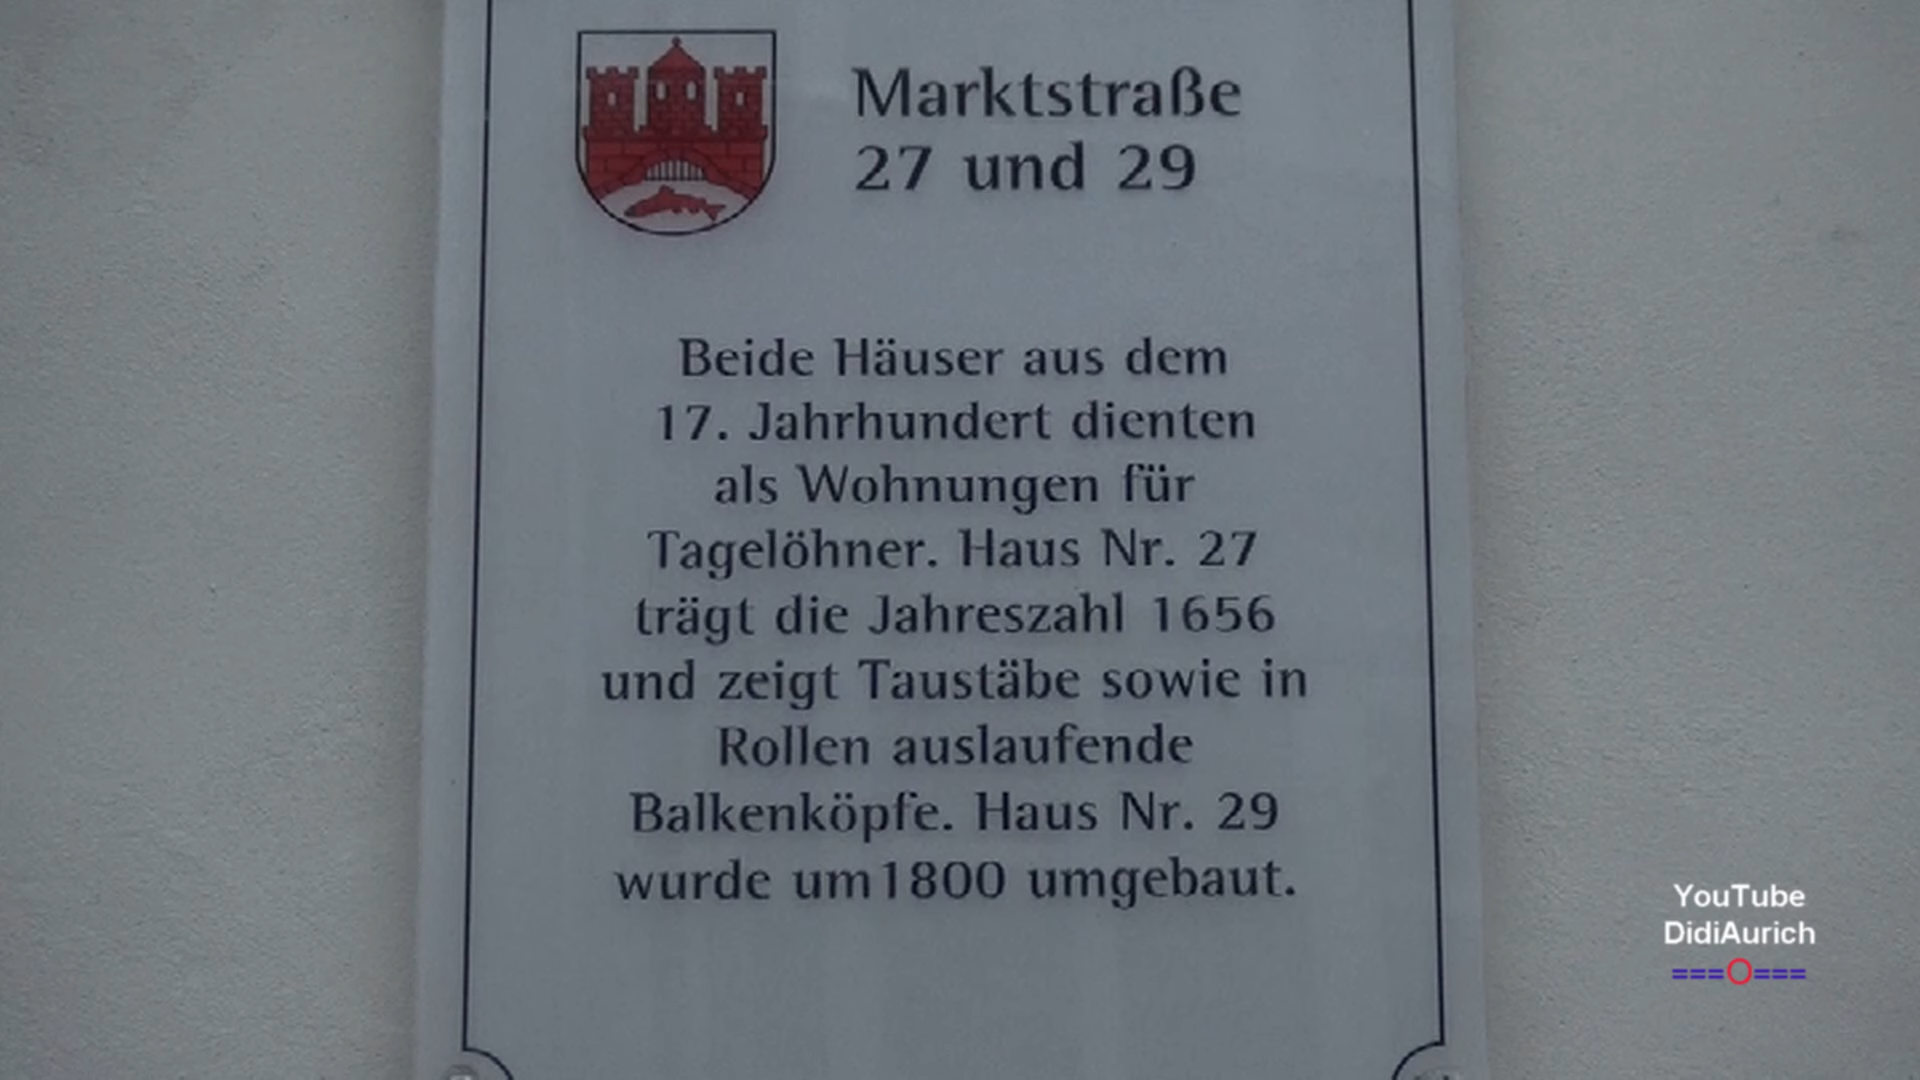 Marktstraße
27 und 29
Beide Häuser aus dem
17. Jahrhundert dienten
als Wohnungen für
Tagelöhner. Haus Nr. 27
trägt die Jahreszahl 1656
und zeigt Taustäbe sowie in
Rollen auslaufende
Balkenköpfe. Haus Nr. 29
wurde um1800 umgebaut.
YouTube
DidiAurich
===O===